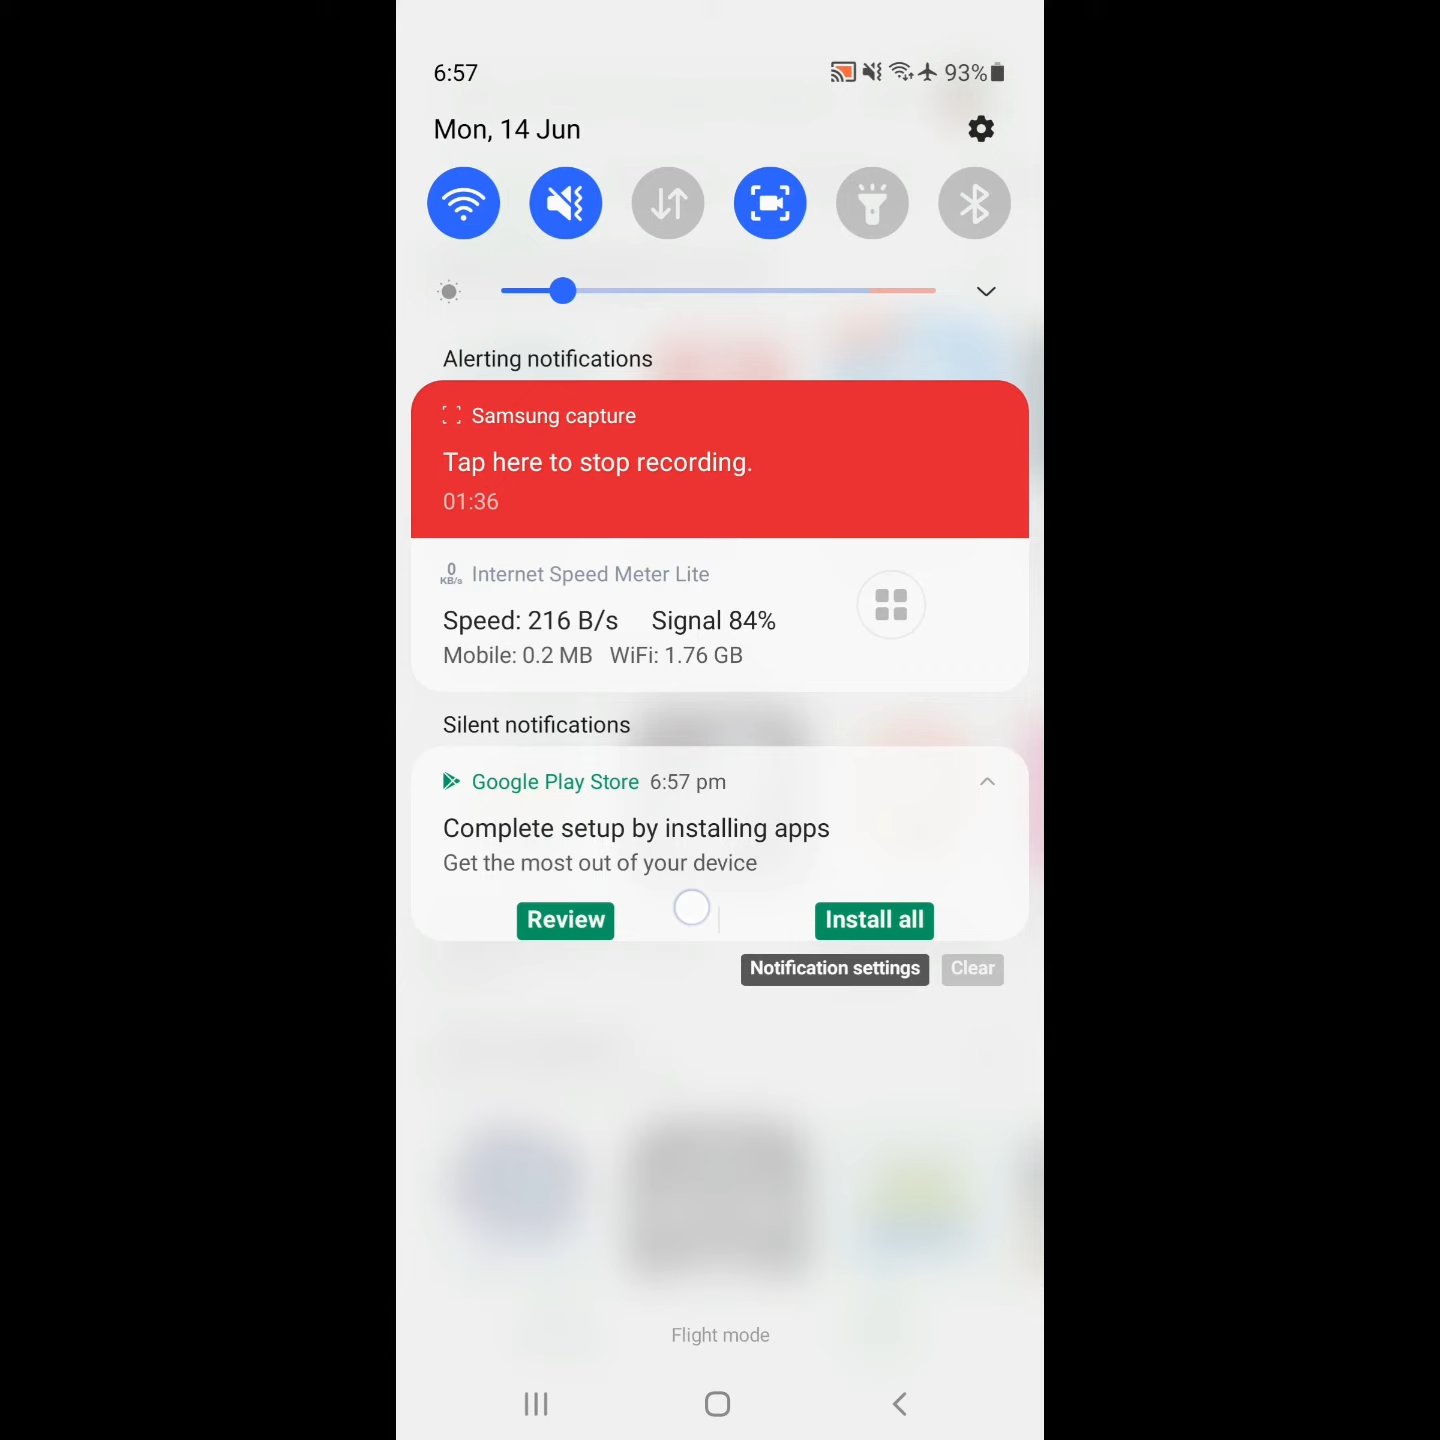 6:57
93%
Mon, 14 Jun
Alerting notifications
Samsung capture
Tap here to stop recording.
01:36
0
KB/s
Internet Speed Meter Lite
Speed: 216 B/s Signal 84%
Mobile: 0.2 MB WiFi: 1.76 GB
Silent notifications
Google Play Store 6:57 pm
Complete setup by installing apps
Get the most out of your device
Review Install all
Notification settings Clear
Flight mode